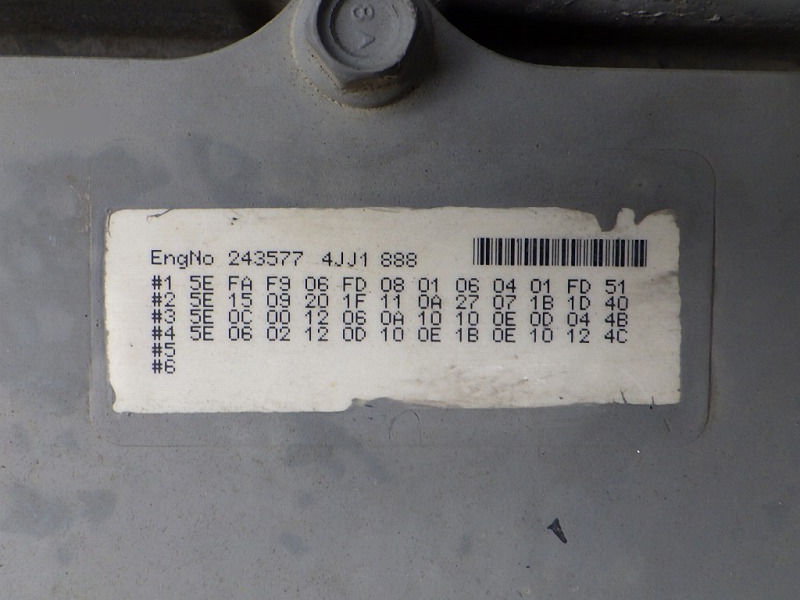 8 A
EngNo 243577 4JJ1 888
#1 5E FA F9 06 FD 08 01 06 04 01 FD 51
#2 5E 15 09 20 1F 11 0A 27 07 1B 1D 40
#3 5E 0C 00 12 06 0A 10 10 0E 0D 04 4B
#4 5E 06 02 12 0D 10 0E 1B 0E 10 12 4C
#5
#6